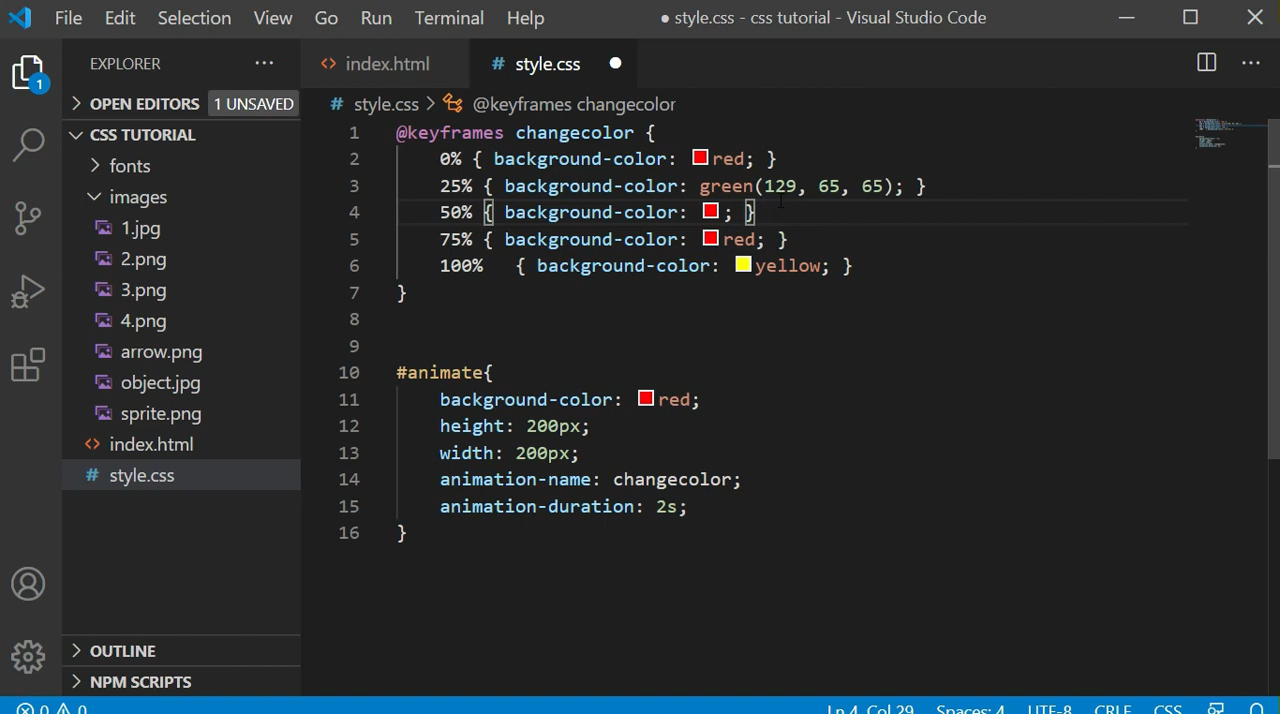 File Edit Selection View Go Run Terminal Help ● style.css - css tutorial - Visual Studio Code
EXPLORER ...
index.html # style.css ●
1
OPEN EDITORS 1 UNSAVED
CSS TUTORIAL
fonts
images
1.jpg
2.png
3.png
4.png
arrow.png
object.jpg
sprite.png
index.html
# style.css
OUTLINE
NPM SCRIPTS
# style.css > @keyframes changecolor
1 @keyframes changecolor {
2 0% { background-color: red; }
3 25% { background-color: green(129, 65, 65); }
4 50% { background-color: ; }
5 75% { background-color: red; }
6 100% { background-color: yellow; }
7 }
8
9
10 #animate{
11 background-color: red;
12 height: 200px;
13 width: 200px;
14 animation-name: changecolor;
15 animation-duration: 2s;
16 }
0 0 Ln 4, Col 29 Spaces: 4 UTF-8 CRLF CSS